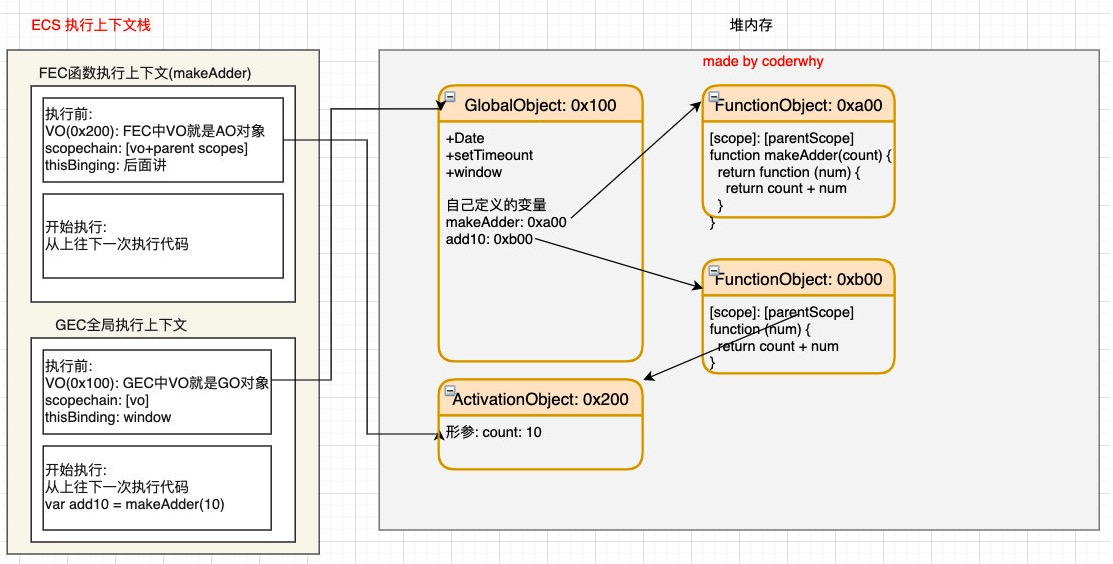 ECS 执行上下文栈
FEC函数执行上下文(makeAdder)
执行前:
VO(0x200): FEC中VO就是AO对象
scopechain: [vo+parent scopes]
thisBinging: 后面讲
开始执行:
从上往下一次执行代码
GEC全局执行上下文
执行前:
VO(0x100): GEC中VO就是GO对象
scopechain: [vo]
thisBinding: window
开始执行:
从上往下一次执行代码
var add10 = makeAdder(10)
堆内存
made by coderwhy
GlobalObject: 0x100
+Date
+setTimeount
+window
自己定义的变量
makeAdder: 0xa00
add10: 0xb00
ActivationObject: 0x200
形参: count: 10
FunctionObject: 0xa00
[scope]: [parentScope]
function makeAdder(count) {
return function (num) {
return count + num
}
}
FunctionObject: 0xb00
[scope]: [parentScope]
function (num) {
return count + num
}